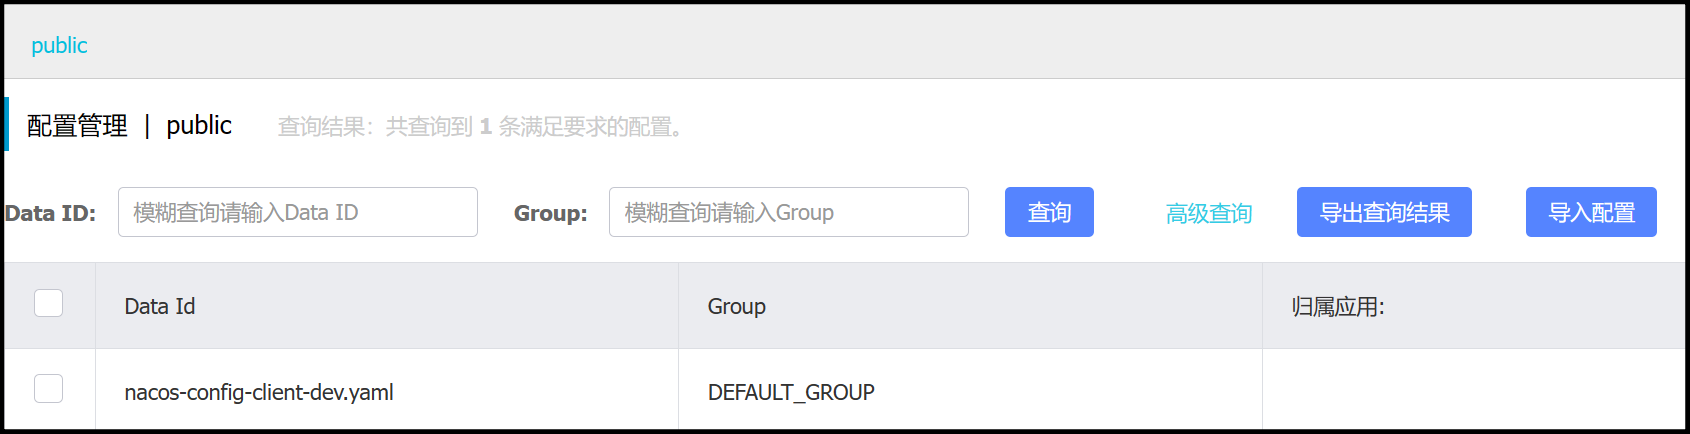 public
配置管理 | public 查询结果：共查询到 1 条满足要求的配置。
Data ID: 模糊查询请输入Data ID Group: 模糊查询请输入Group 查询 高级查询 导出查询结果 导入配置
Data Id Group 归属应用:
nacos-config-client-dev.yaml DEFAULT_GROUP